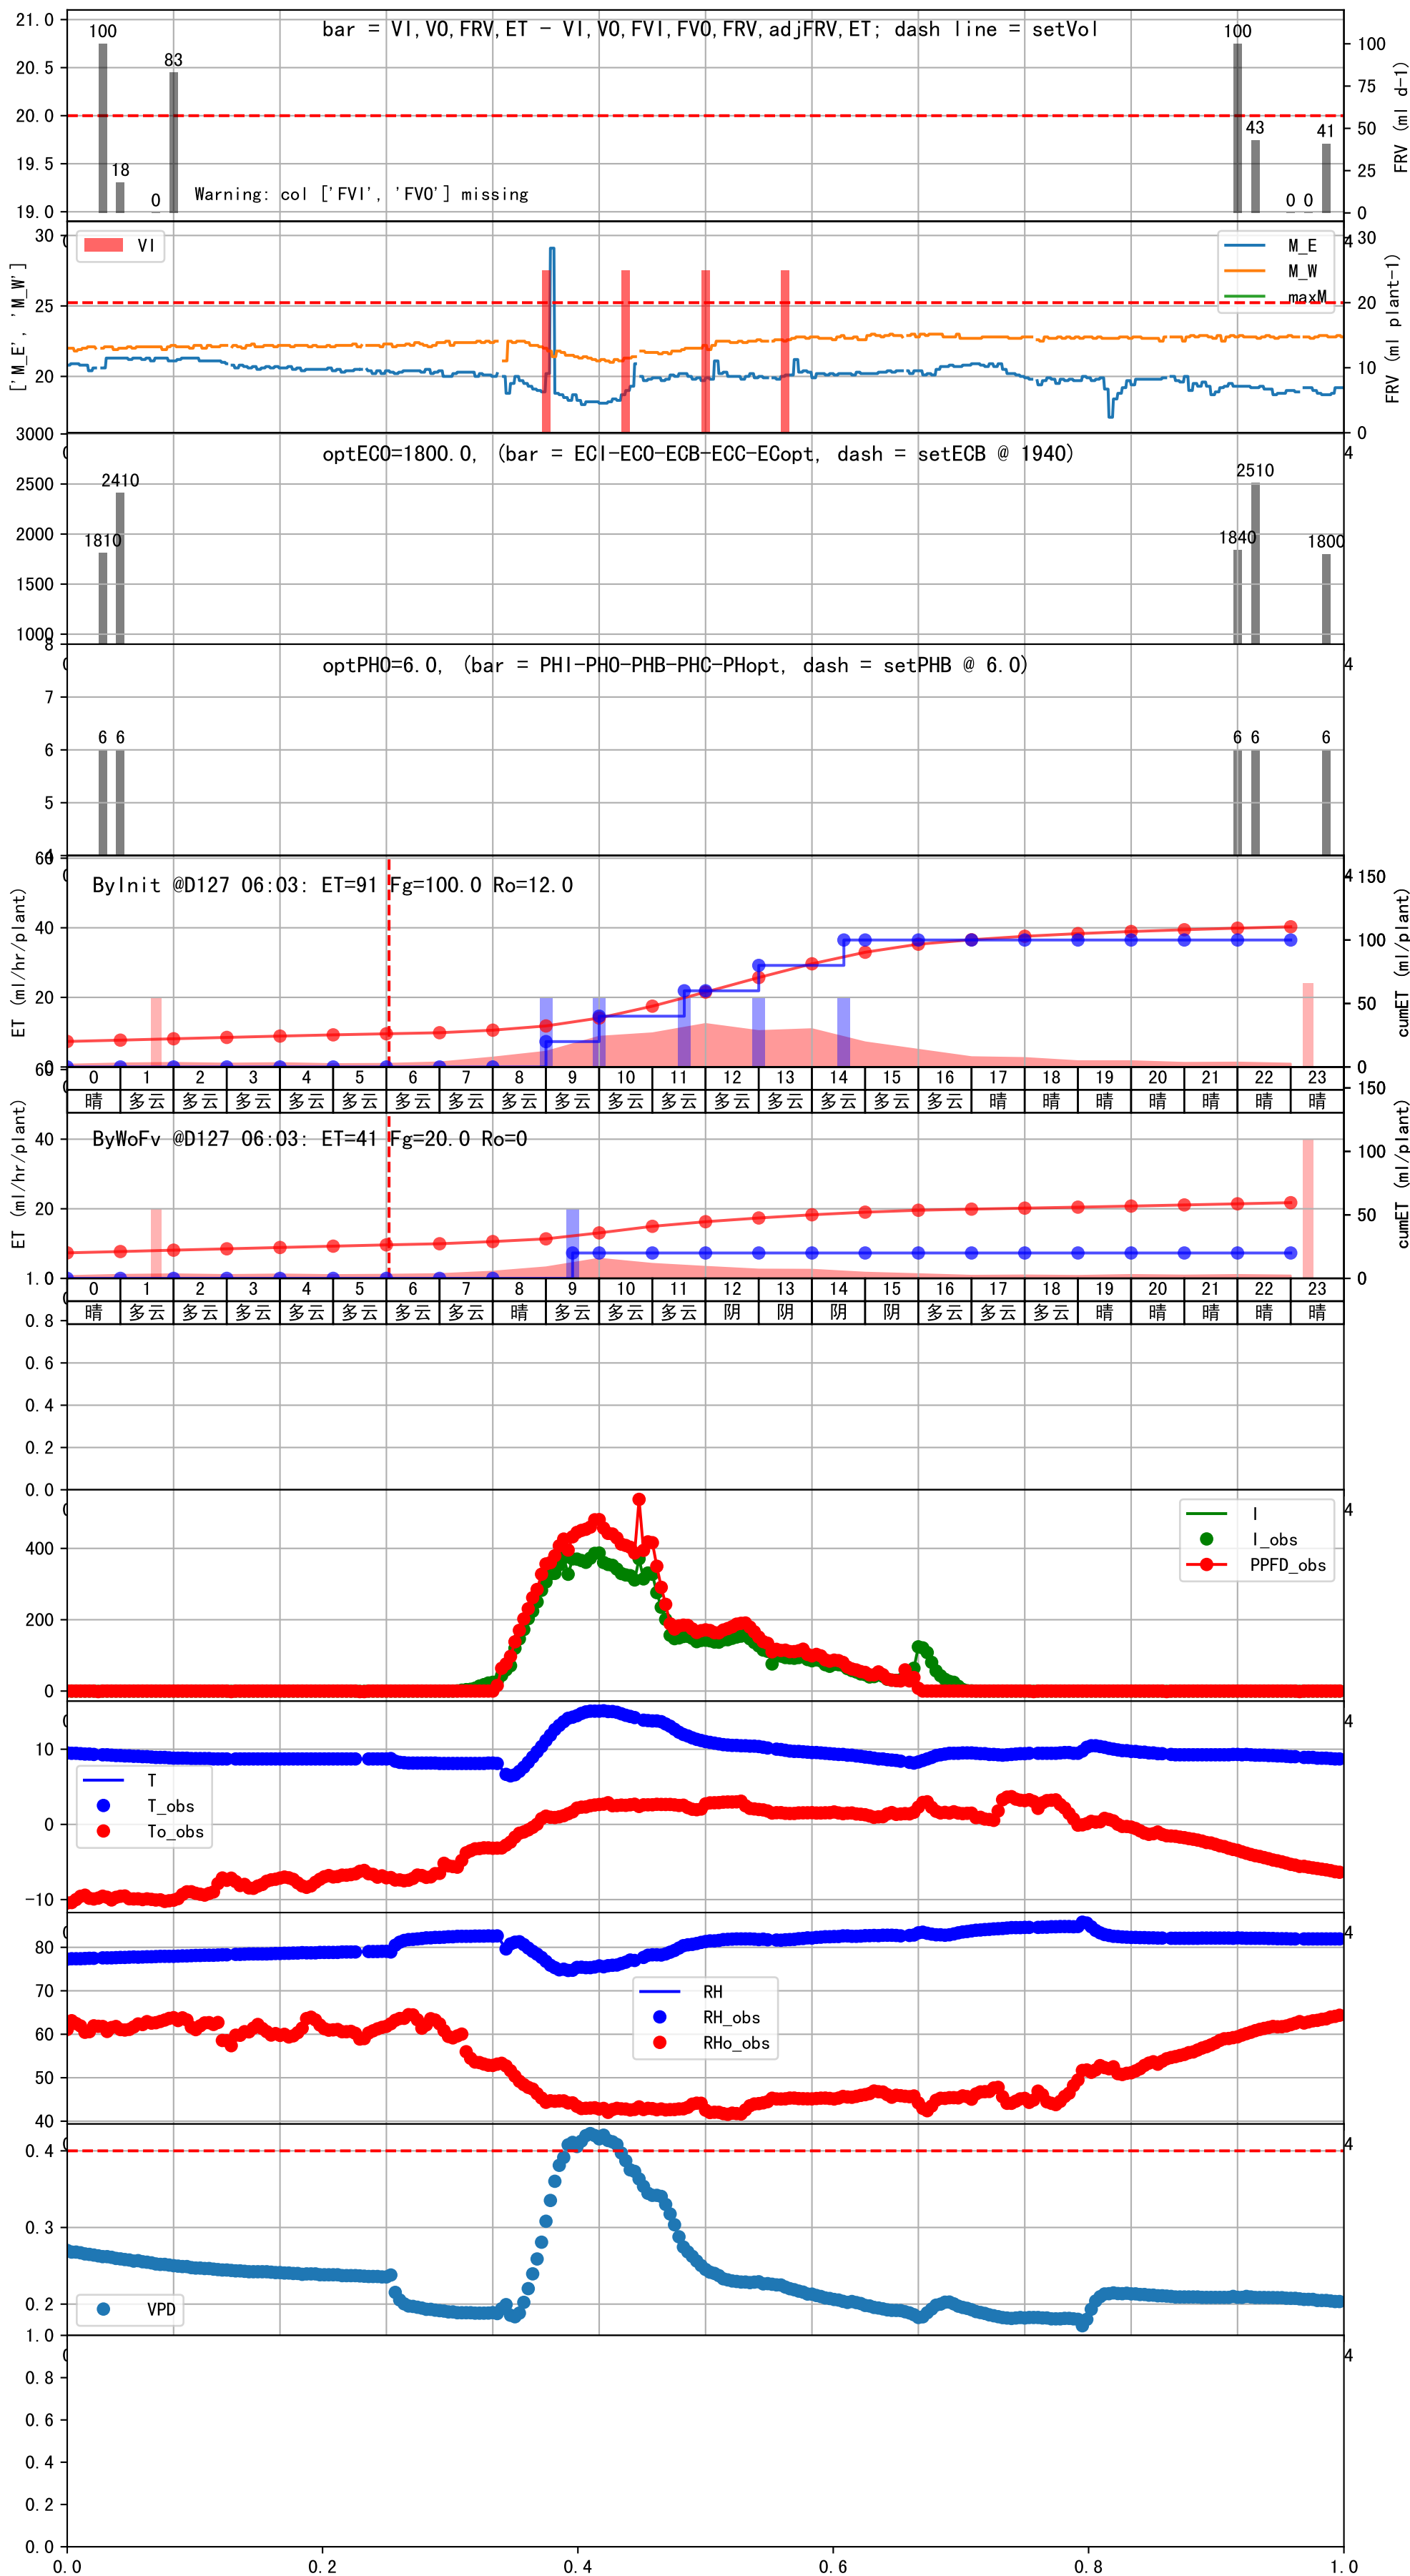 bar = VI,VO,FRV,ET - VI,VO,FVI,FVO,FRV,adjFRV,ET; dash line = setVol
21.0
20.5
20.0
19.5
19.0
100
18
0
83
100
43
0
0
41
Warning: col ['FVI', 'FVO'] missing
100
75
50
25
0
FRV (ml d-1)
['M_E', 'M_W']
30
25
20
VI
M_E
M_W
maxM
30
20
10
0
FRV (ml plant-1)
optECO=1800.0, (bar = ECI-ECO-ECB-ECC-ECopt, dash = setECB @ 1940)
3000
2500
2000
1500
1000
1810
2410
1840
2510
1800
4
optPHO=6.0, (bar = PHI-PHO-PHB-PHC-PHopt, dash = setPHB @ 6.0)
8
7
6
5
4
6 6
6 6
6
4
ByInit @D127 06:03: ET=91 Fg=100.0 Ro=12.0
ET (ml/hr/plant)
60
40
20
0
4
150
100
50
0
cumET (ml/plant)
0 1 2 3 4 5 6 7 8 9 10 11 12 13 14 15 16 17 18 19 20 21 22 23
晴 多云 多云 多云 多云 多云 多云 多云 多云 多云 多云 多云 多云 多云 多云 多云 多云 晴 晴 晴 晴 晴 晴 晴
ByWoFv @D127 06:03: ET=41 Fg=20.0 Ro=0
ET (ml/hr/plant)
60
40
20
150
100
50
0
cumET (ml/plant)
0 1 2 3 4 5 6 7 8 9 10 11 12 13 14 15 16 17 18 19 20 21 22 23
晴 多云 多云 多云 多云 多云 多云 多云 晴 多云 多云 多云 阴 阴 阴 阴 多云 多云 多云 晴 晴 晴 晴 晴
1.0
0.8
0.6
0.4
0.2
0.0
400
200
0
I
I_obs
PPFD_obs
4
10
0
-10
T
T_obs
To_obs
4
80
70
60
50
40
RH
RH_obs
RHo_obs
4
0.4
0.3
0.2
VPD
4
1.0
0.8
0.6
0.4
0.2
0.0
4
0.0 0.2 0.4 0.6 0.8 1.0